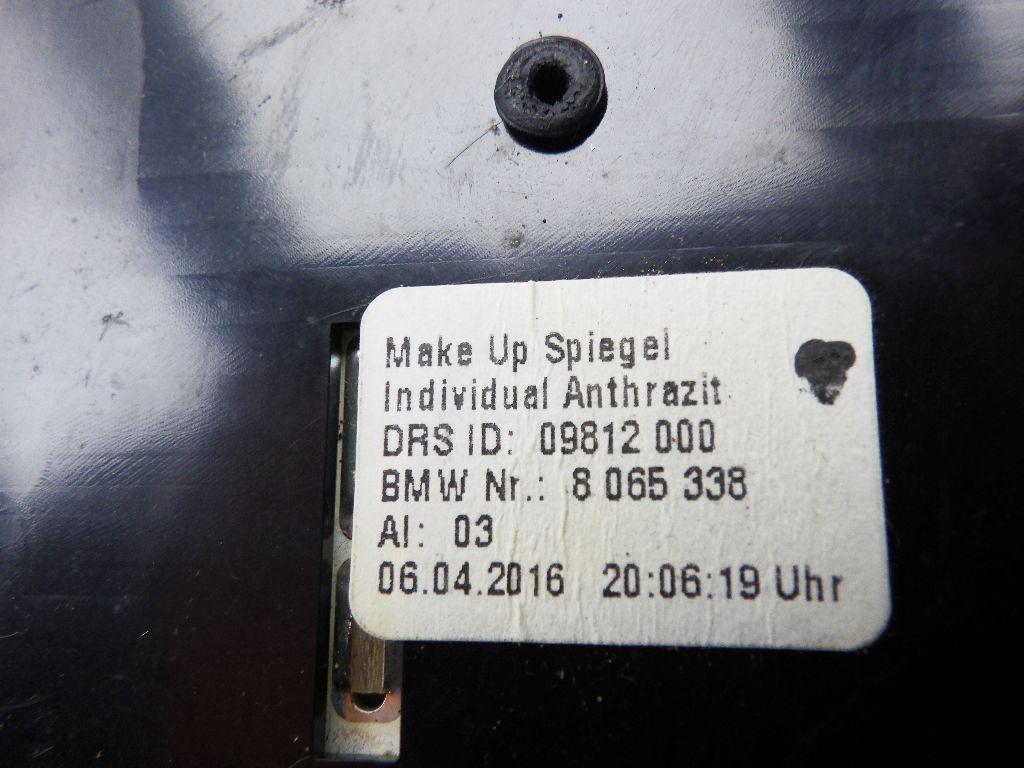 Make Up Spiegel
Individual Anthrazit
DRS ID: 09812 000
BMW Nr.: 8 065 338
AI: 03
06.04.2016 20:06:19 Uhr